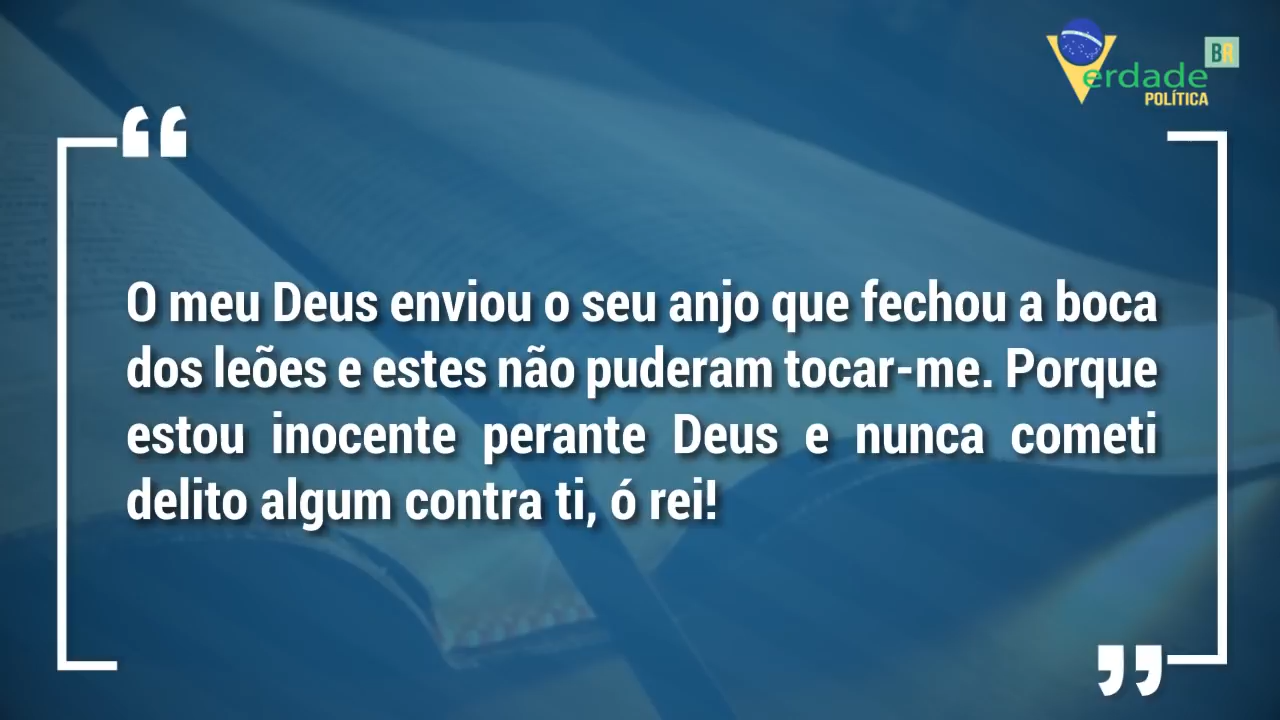 BR
Verdade
POLÍTICA
“
O meu Deus enviou o seu anjo que fechou a boca
dos leões e estes não puderam tocar-me. Porque
estou inocente perante Deus e nunca cometi
delito algum contra ti, ó rei!
”